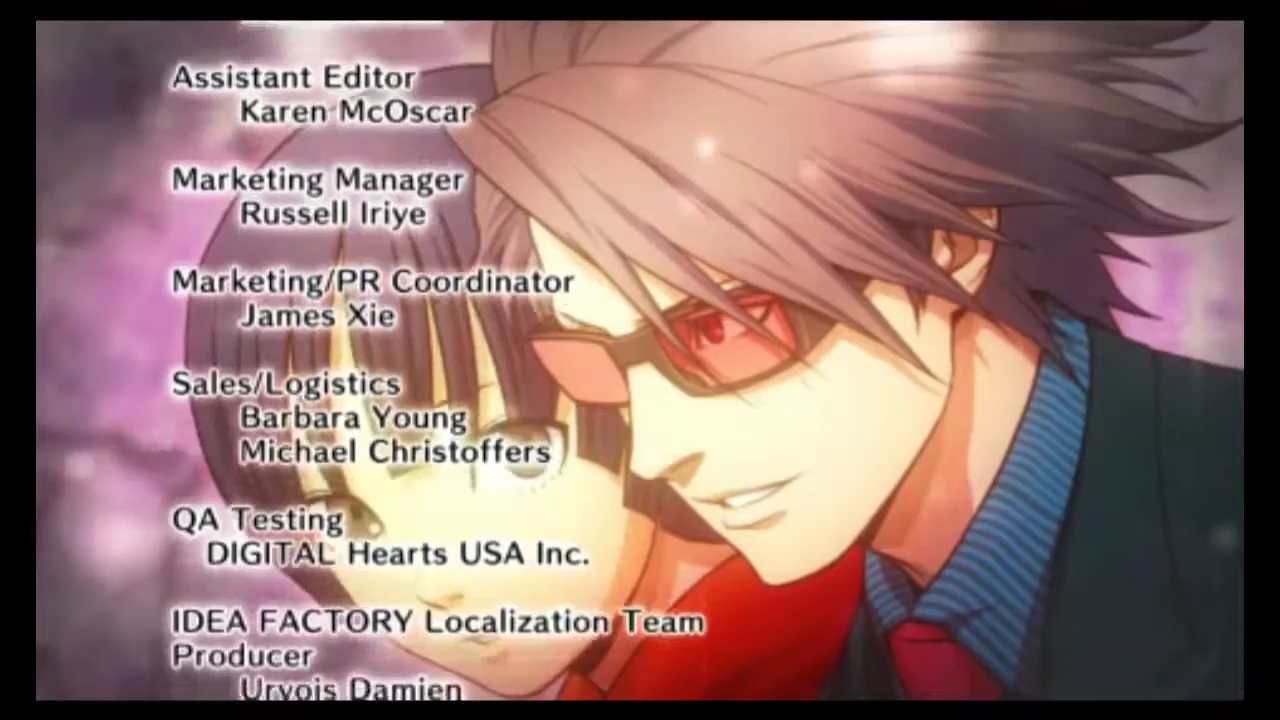 Assistant Editor
Karen McOscar
Marketing Manager
Russell Iriye
Marketing/PR Coordinator
James Xie
Sales/Logistics
Barbara Young
Michael Christoffers
QA Testing
DIGITAL Hearts USA Inc.
IDEA FACTORY Localization Team
Producer
Urvois Damien